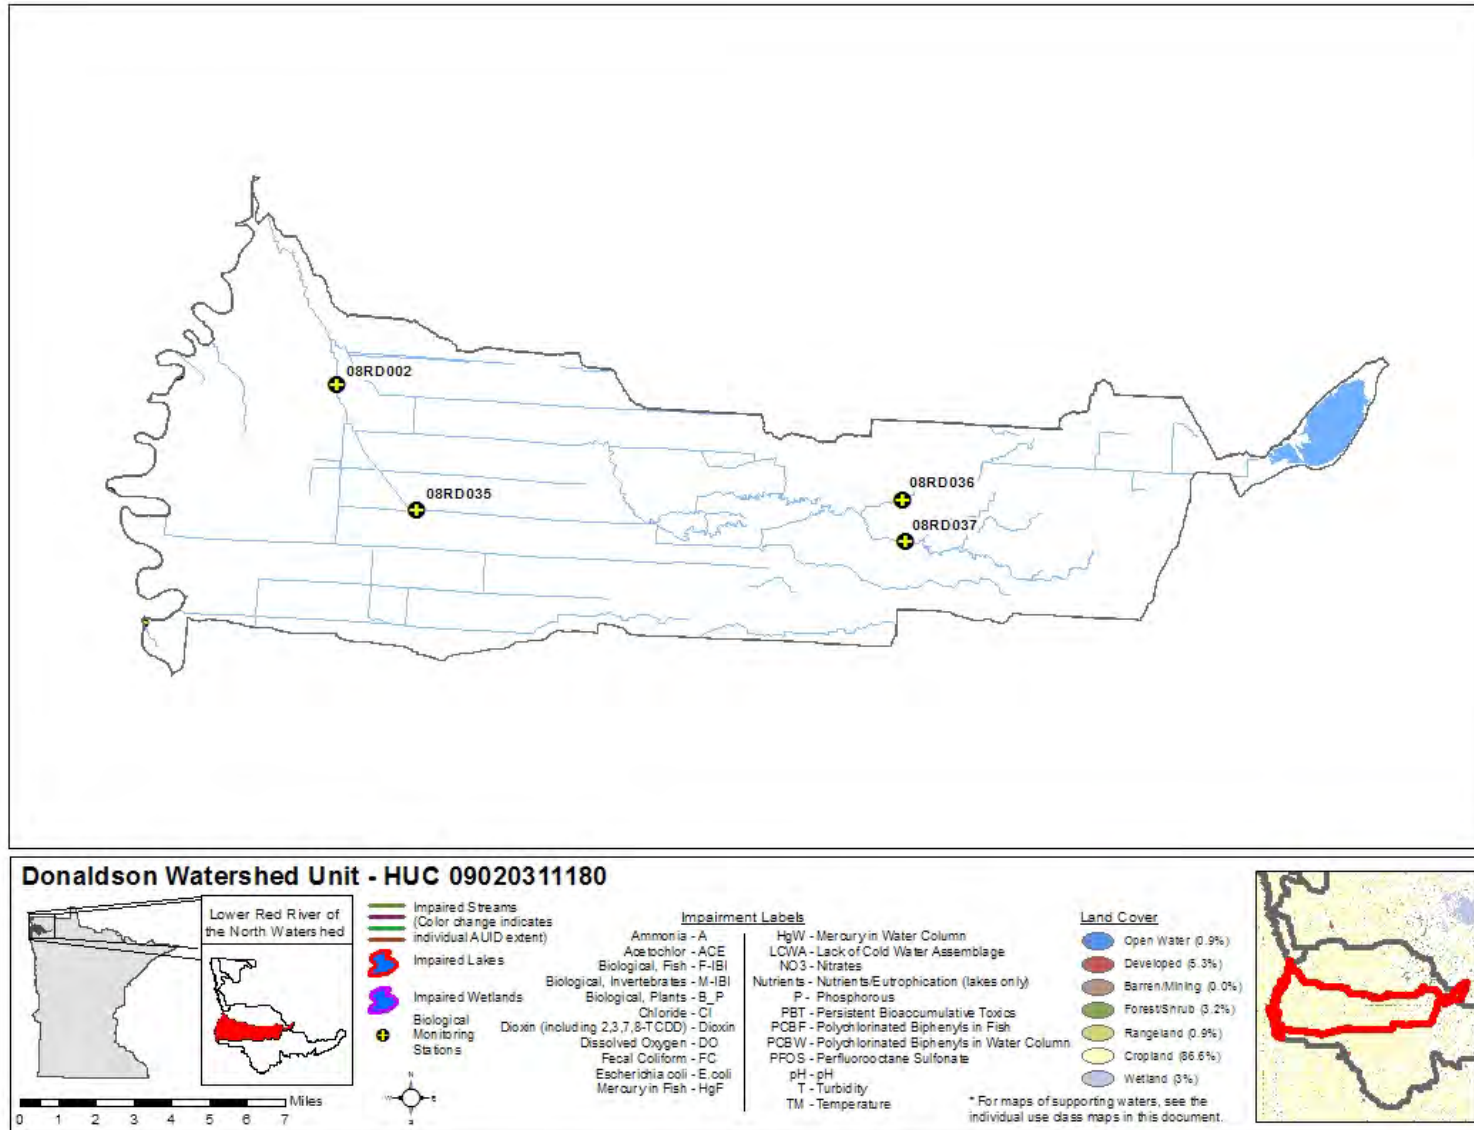 08RD002
08RD035
08RD036
08RD037
Donaldson Watershed Unit - HUC 09020311180
Lower Red River of
the North Watershed
Miles
0 1 2 3 4 5 6 7
Impaired Streams
(Color change indicates
individual AUID extent)
Impaired Lakes
Impaired Wetlands
Biological
Monitoring
Stations
N
W E
S
Impairment Labels
Ammonia - A
Acetochlor - ACE
Biological, Fish - F-IBI
Biological, Invertebrates - M-IBI
Biological, Plants - B_P
Chloride - Cl
Dioxin (including 2,3,7,8-TCDD) - Dioxin
Dissolved Oxygen - DO
Fecal Coliform - FC
Escherichia coli - E.coli
Mercury in Fish - HgF
HgW - Mercury in Water Column
LCWA - Lack of Cold Water Assemblage
NO3 - Nitrates
Nutrients - Nutrients/Eutrophication (lakes only)
P - Phosphorous
PBT - Persistent Bioaccumulative Toxics
PCBF - Polychlorinated Biphenyls in Fish
PCBW - Polychlorinated Biphenyls in Water Column
PFOS - Perfluorooctane Sulfonate
pH - pH
T - Turbidity
TM - Temperature
Land Cover
Open Water (0.9%)
Developed (5.3%)
Barren/Mining (0.0%)
Forest/Shrub (3.2%)
Rangeland (0.9%)
Cropland (86.6%)
Wetland (3%)
* For maps of supporting waters, see the
individual use class maps in this document.